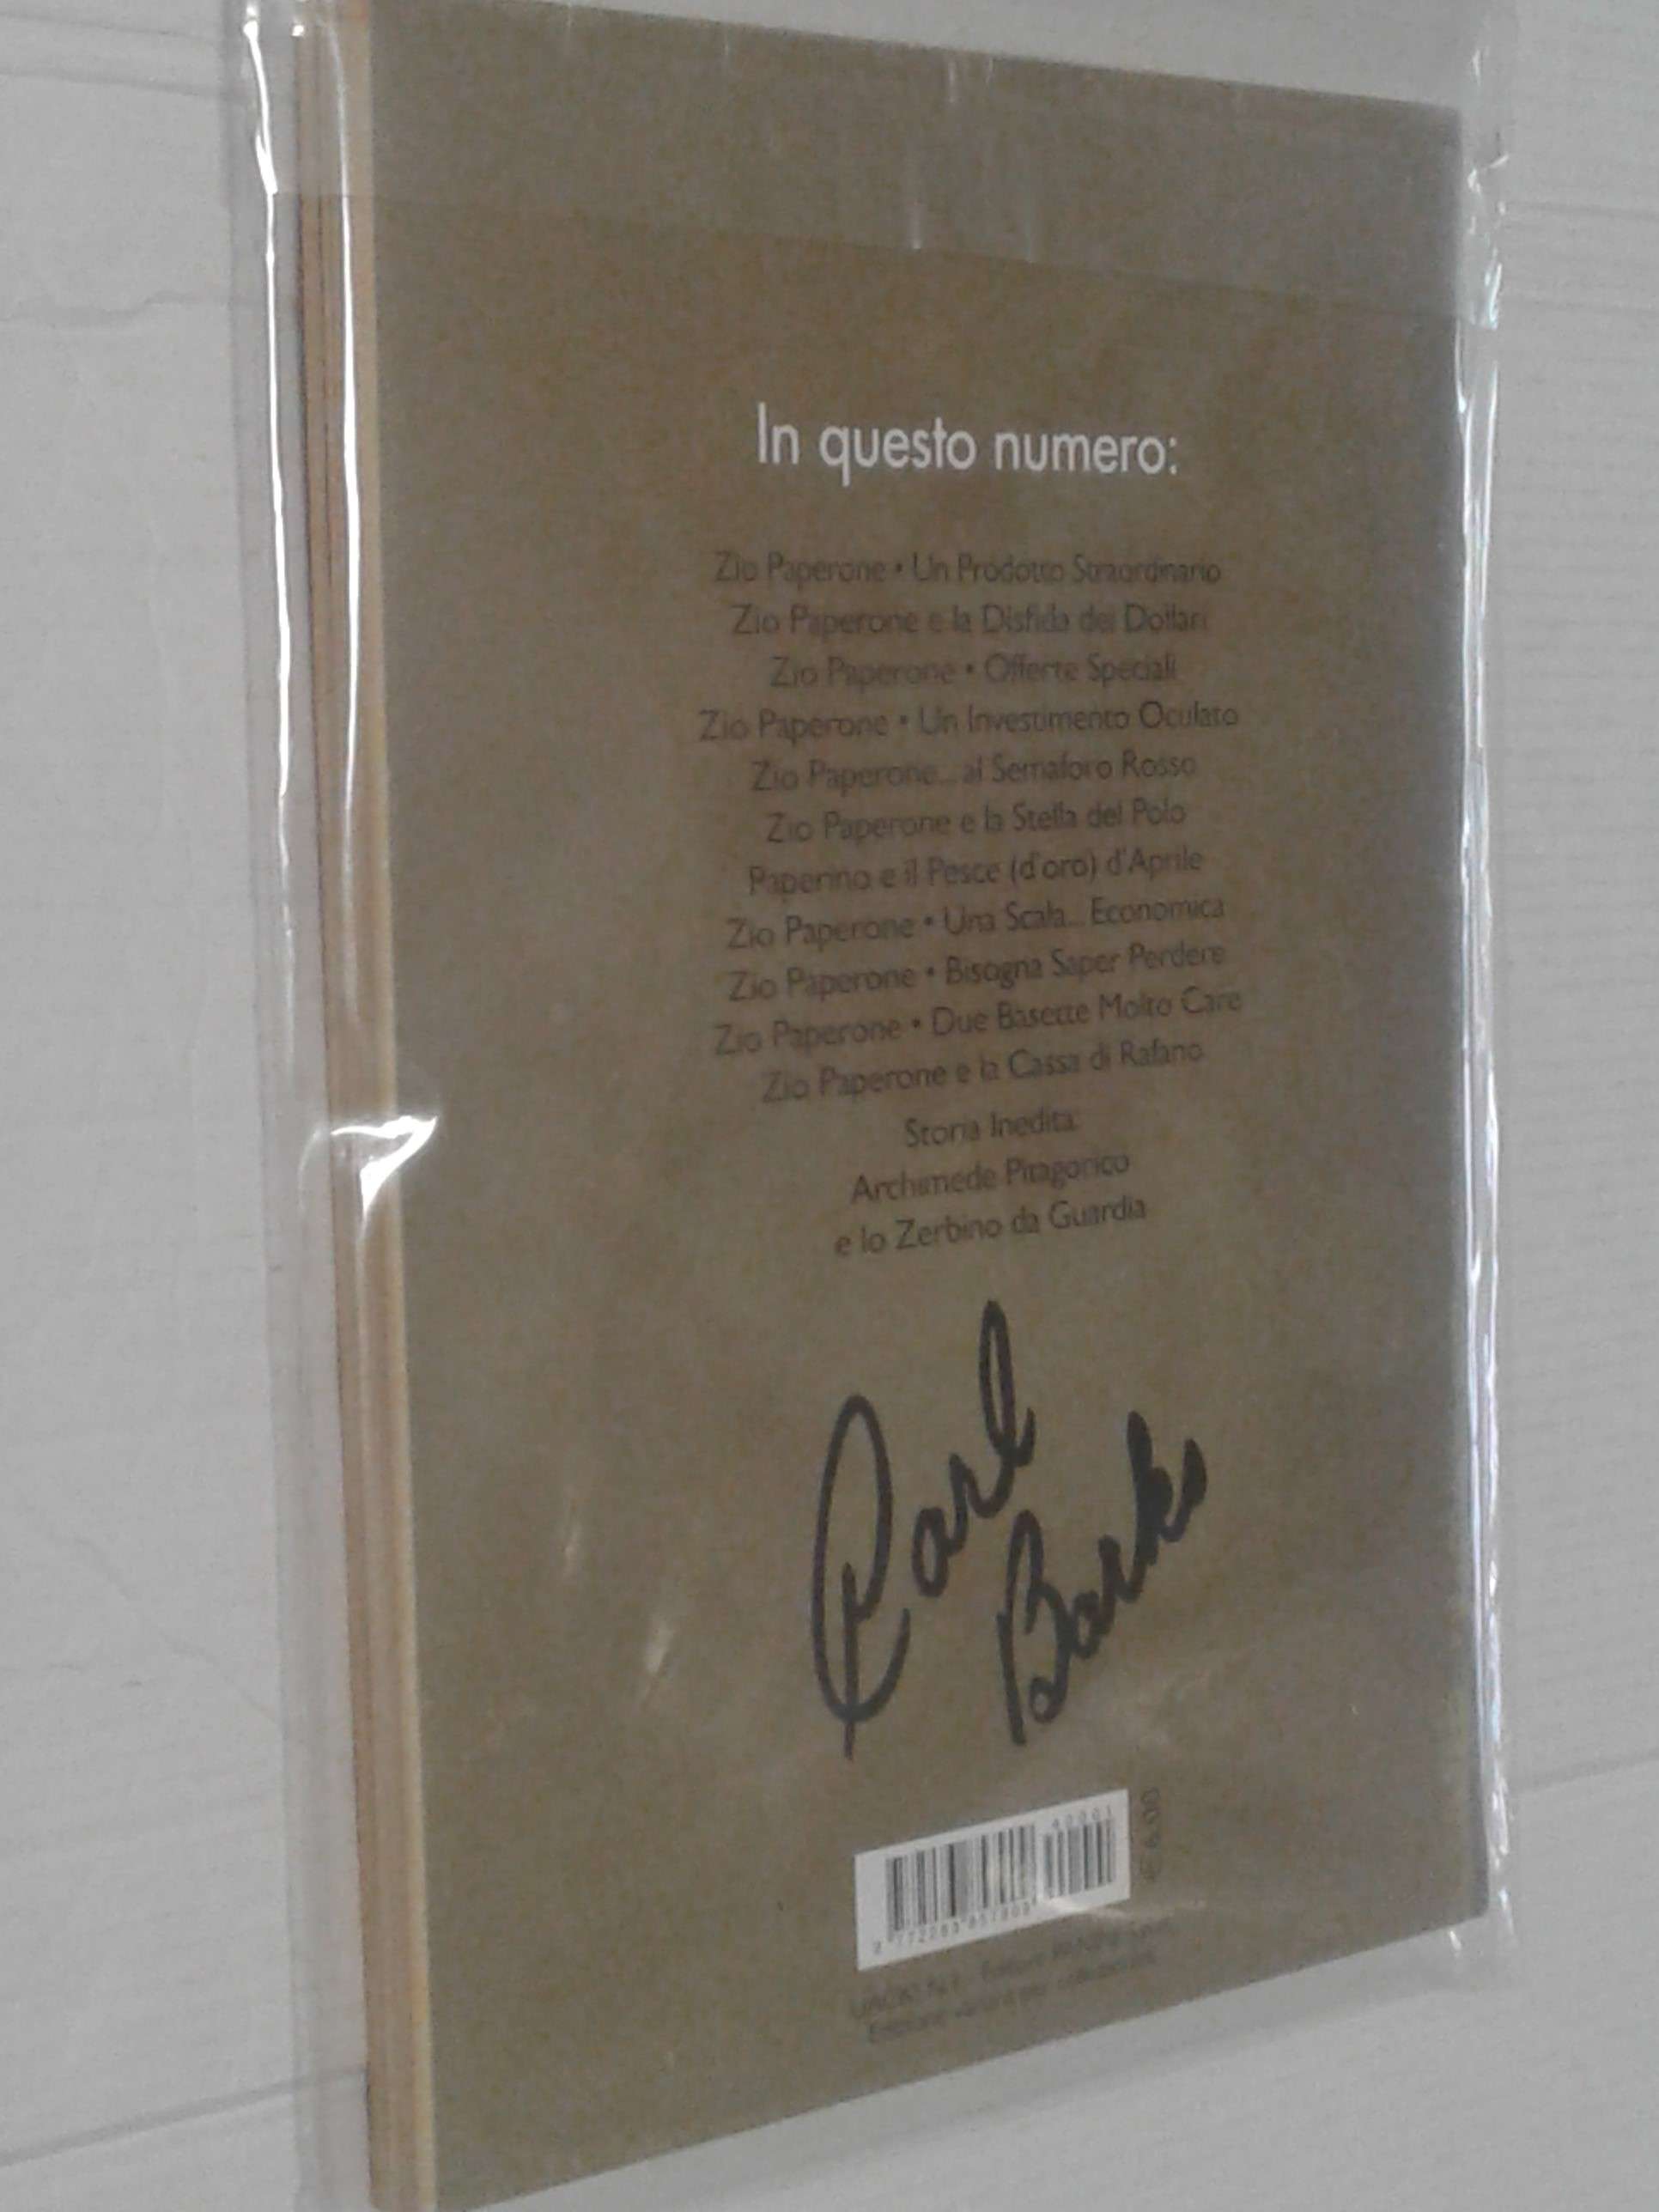 In questo numero:
Zio Paperone • Un Prodotto Straordinario
Zio Paperone e la Disfida dei Dollari
Zio Paperone • Offerte Speciali
Zio Paperone • Un Investimento Oculato
Zio Paperone... al Semaforo Rosso
Zio Paperone e la Stella del Polo
Paperino e il Pesce (d'oro) d'Aprile
Zio Paperone • Una Scala... Economica
Zio Paperone • Bisogna Saper Perdere
Zio Paperone • Due Basette Molto Care
Zio Paperone e la Cassa di Rafano
Storia Inedita:
Archimede Pitagorico
e lo Zerbino da Guardia
Carl
Barks
40001
€ 6.00